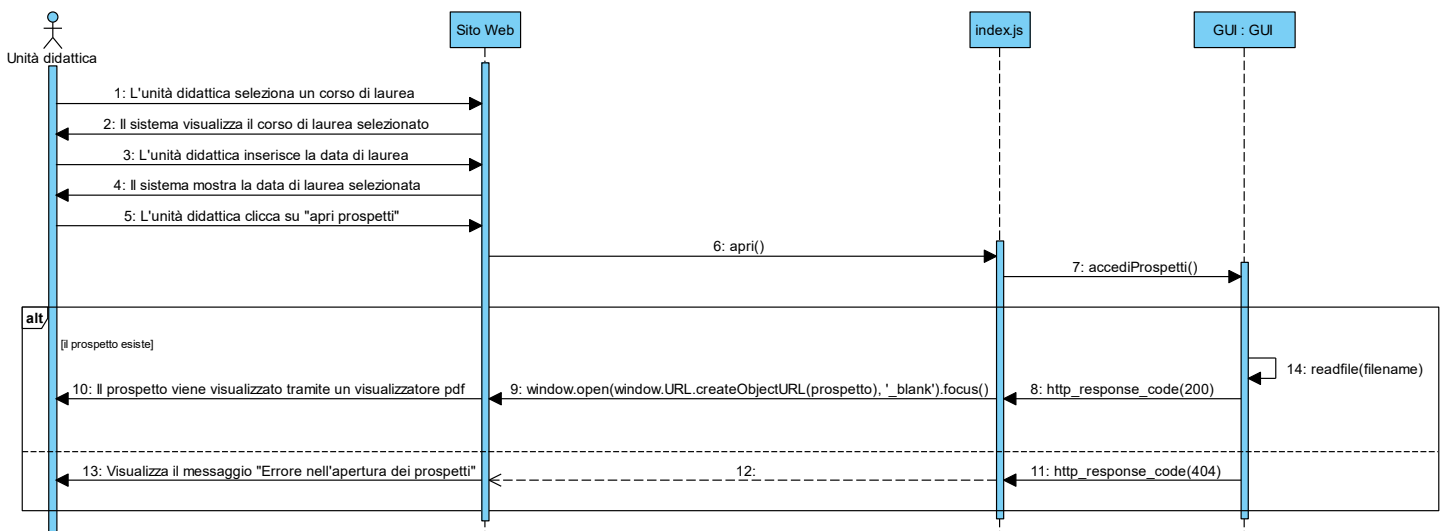 Unità didattica
Sito Web
index.js
GUI : GUI
1: L'unità didattica seleziona un corso di laurea
2: Il sistema visualizza il corso di laurea selezionato
3: L'unità didattica inserisce la data di laurea
4: Il sistema mostra la data di laurea selezionata
5: L'unità didattica clicca su "apri prospetti"
6: apri()
7: accediProspetti()
alt
[il prospetto esiste]
14: readfile(filename)
10: Il prospetto viene visualizzato tramite un visualizzatore pdf
9: window.open(window.URL.createObjectURL(prospetto), '_blank').focus()
8: http_response_code(200)
13: Visualizza il messaggio "Errore nell'apertura dei prospetti"
12:
11: http_response_code(404)